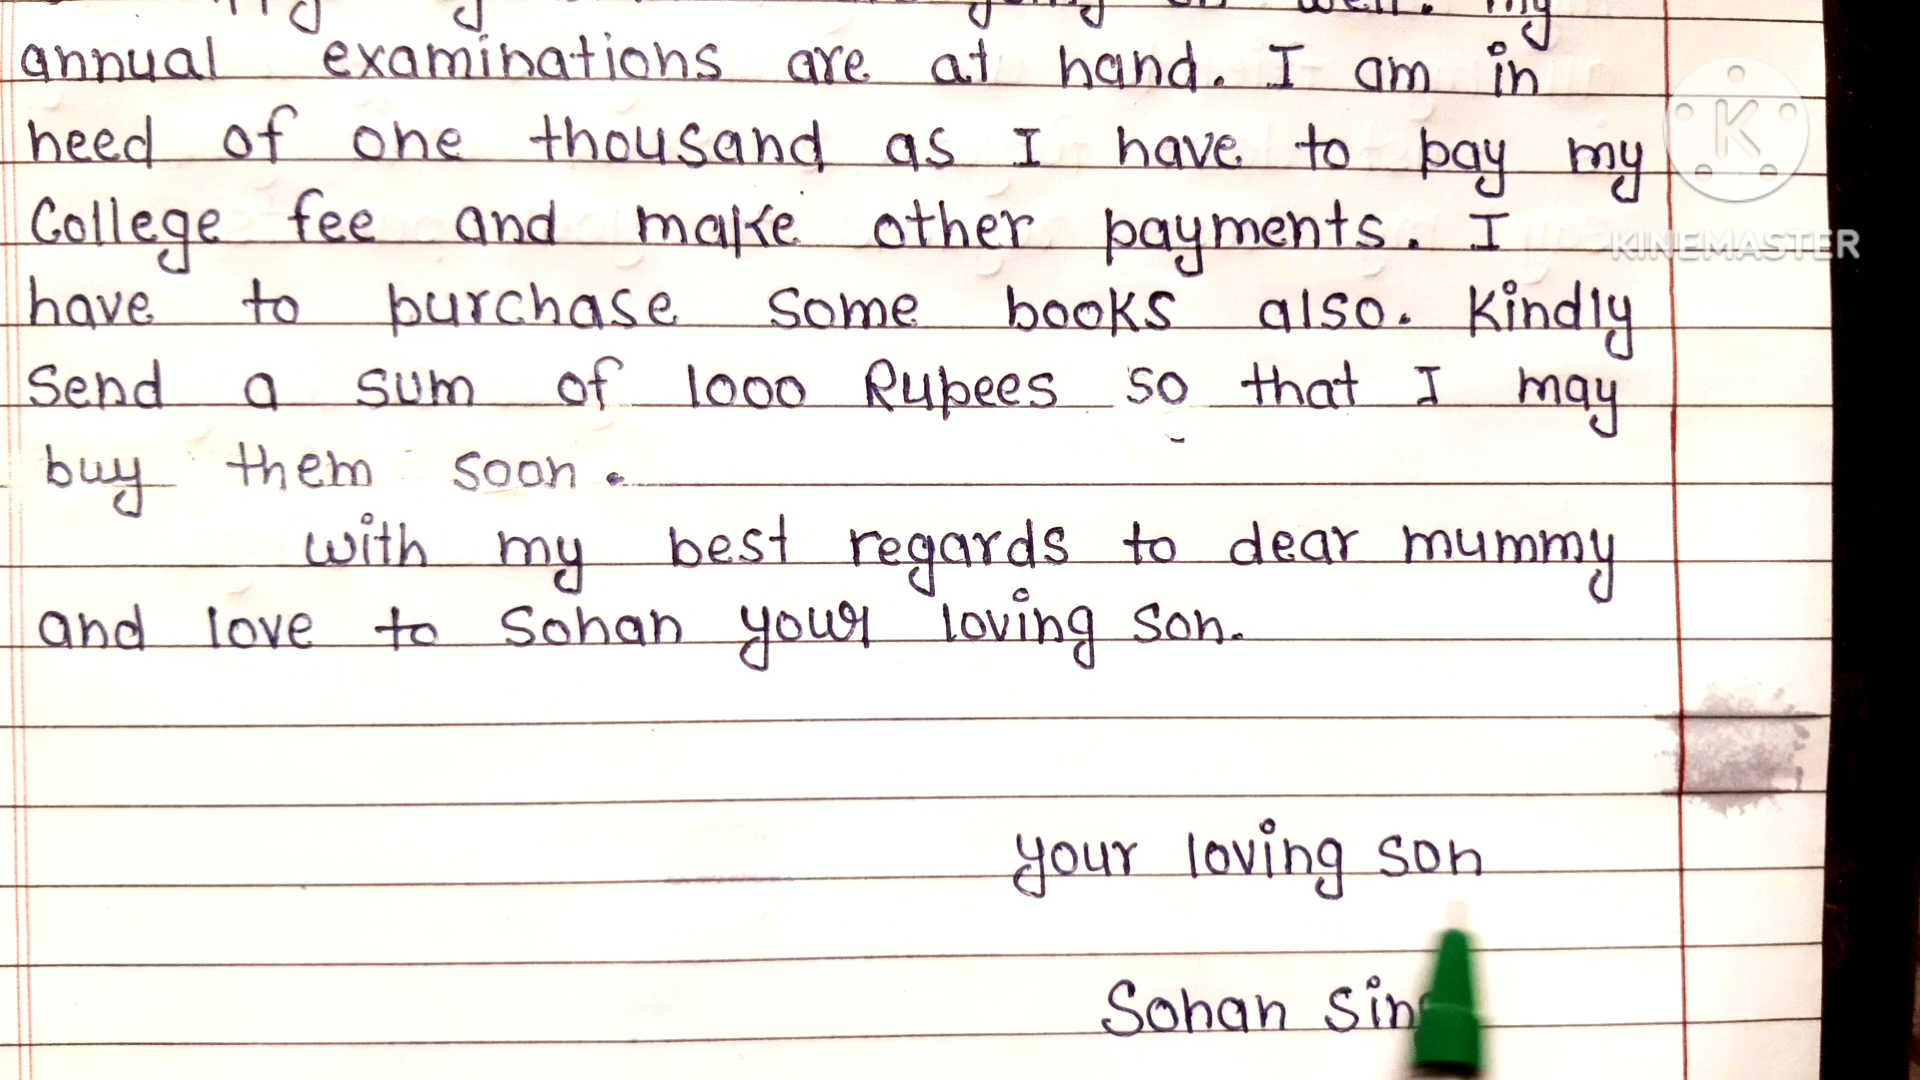 well. my
annual examinations are at hand. I am in
need of one thousand as I have to pay my
College fee and make other payments. I
have to purchase some books also. Kindly
Send a sum of 1000 Rupees so that I may
buy them soon.
with my best regards to dear mummy
and love to Sohan your loving son.
your loving son
Sohan
K
KINEMASTER